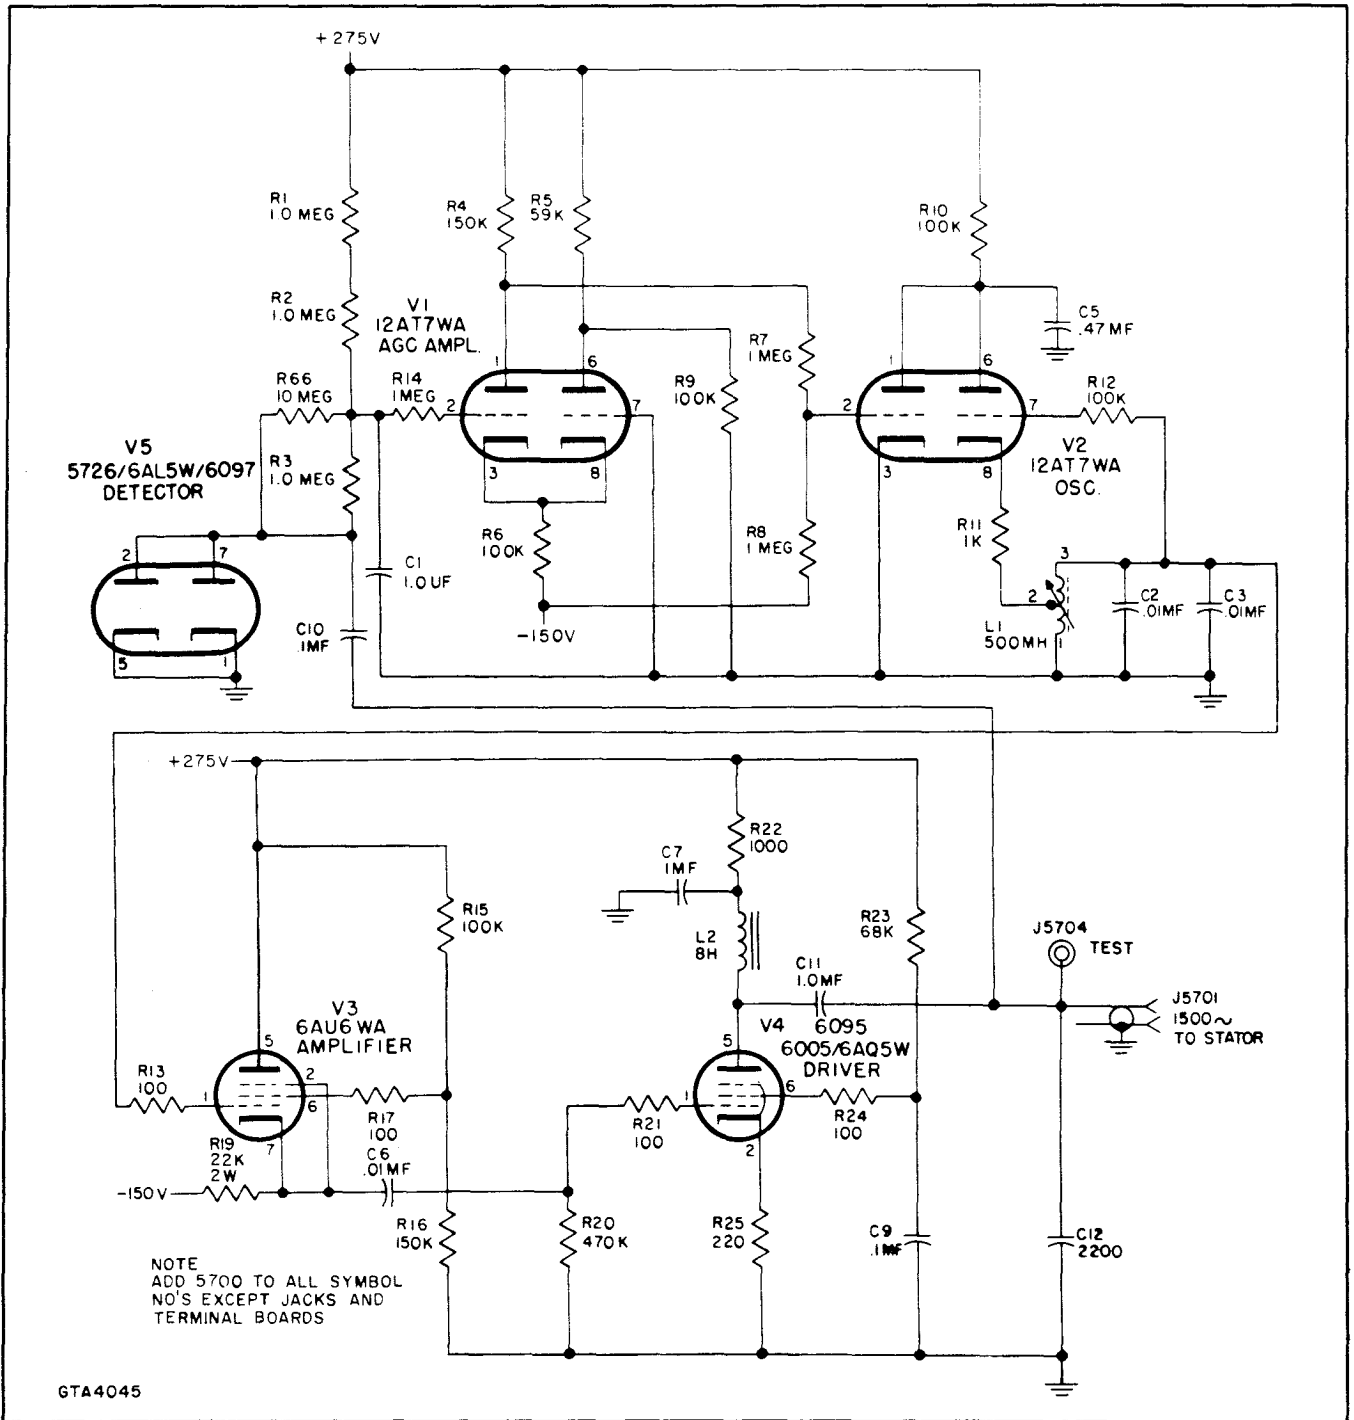 +275V
R1
1.0 MEG
R4
150K
R5
59K
R10
100K
R2
1.0 MEG
V1
12AT7WA
AGC AMPL.
C5
.47 MF
R7
1 MEG
R66
10 MEG
R14
1MEG
R9
100K
R12
100K
1
6
2
7
3
8
1
6
2
7
3
8
V5
5726/6AL5W/6097
DETECTOR
R3
1.0 MEG
V2
12AT7WA
OSC.
R6
100K
R8
1 MEG
R11
1K
2
7
5
1
C1
1.0 UF
C10
.1MF
-150V
3
2
1
L1
500MH
C2
.01MF
C3
.01MF
+275V
R22
1000
C7
.1MF
R15
100K
L2
8H
R23
68K
J5704
TEST
C11
1.0MF
J5701
1500~
TO STATOR
V3
6AU6WA
AMPLIFIER
V4 6095
6005/6AQ5W
DRIVER
R13
100
5
2
1
6
7
R17
100
5
1
6
2
R21
100
R24
100
R19
22K
2W
C6
.01MF
-150V
R16
150K
R20
470K
R25
220
C9
.1MF
C12
2200
NOTE
ADD 5700 TO ALL SYMBOL
NO'S EXCEPT JACKS AND
TERMINAL BOARDS
GTA4045